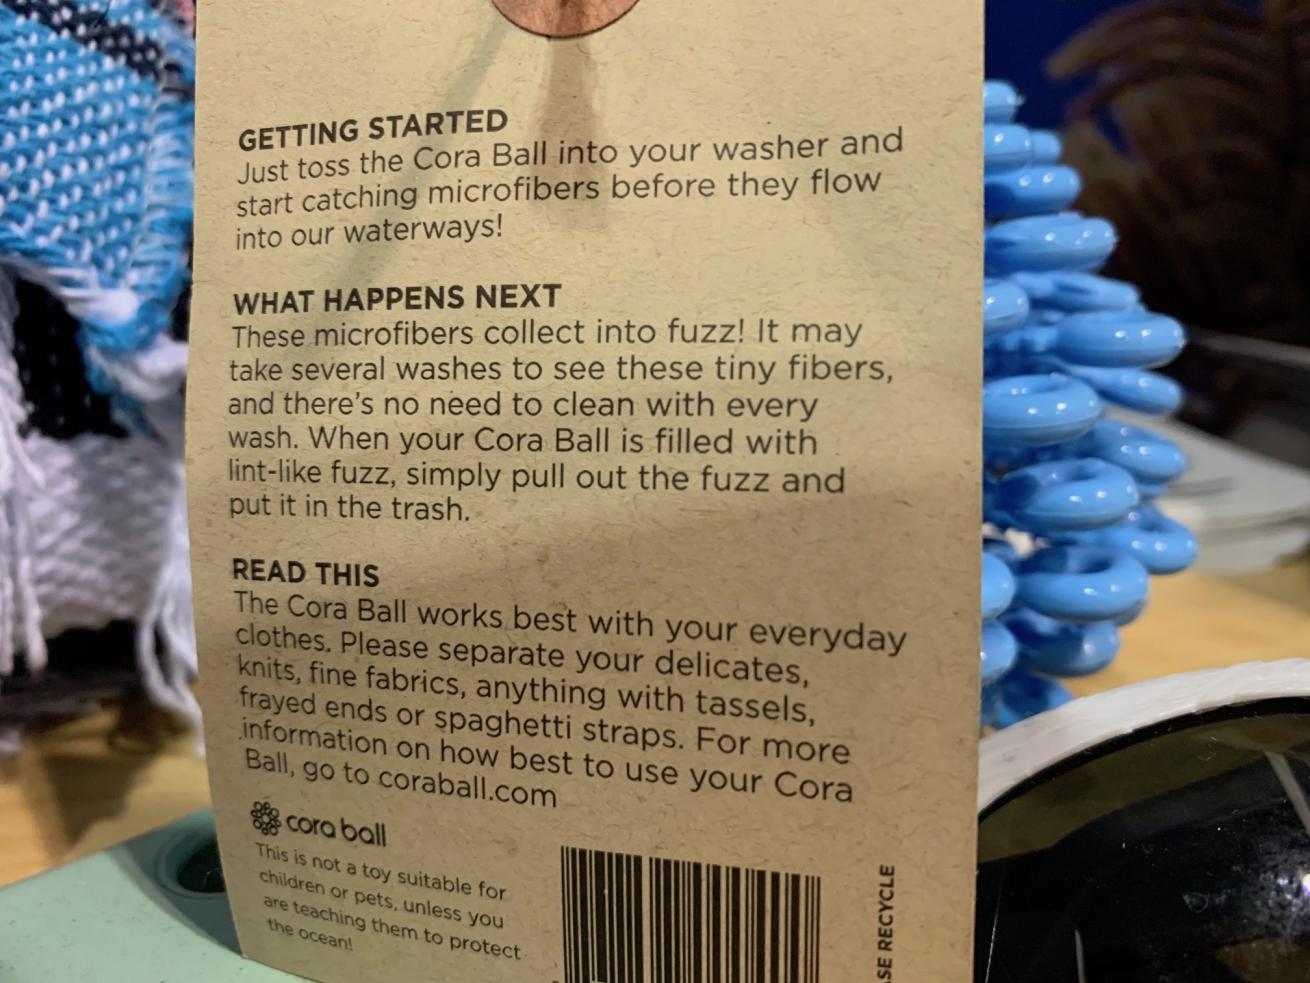 GETTING STARTED
Just toss the Cora Ball into your washer and
start catching microfibers before they flow
into our waterways!
WHAT HAPPENS NEXT
These microfibers collect into fuzz! It may
take several washes to see these tiny fibers,
and there's no need to clean with every
wash. When your Cora Ball is filled with
lint-like fuzz, simply pull out the fuzz and
put it in the trash.
READ THIS
The Cora Ball works best with your everyday
clothes. Please separate your delicates,
knits, fine fabrics, anything with tassels,
frayed ends or spaghetti straps. For more
information on how best to use your Cora
Ball, go to coraball.com
cora ball
This is not a toy suitable for
children or pets, unless you
are teaching them to protect
the ocean!
SE RECYCLE